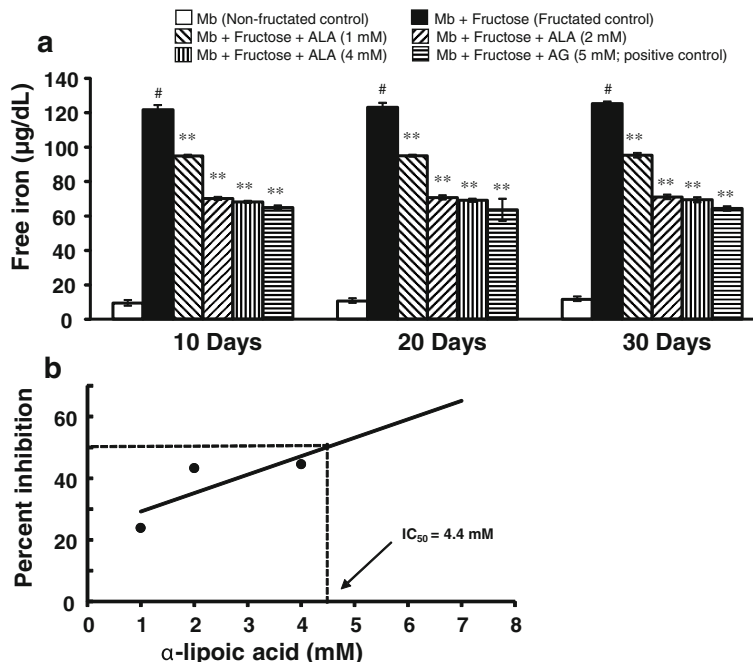 Mb (Non-fructated control)
Mb + Fructose (Fructated control)
Mb + Fructose + ALA (1 mM)
Mb + Fructose + ALA (2 mM)
Mb + Fructose + ALA (4 mM)
Mb + Fructose + AG (5 mM; positive control)
a
Free iron (µg/dL)
140
120
100
80
60
40
20
0
# ** ** ** **
# ** ** ** **
# ** ** ** **
10 Days 20 Days 30 Days
b
Percent inhibition
60
40
20
0
IC50 = 4.4 mM
0 1 2 3 4 5 6 7 8
α-lipoic acid (mM)